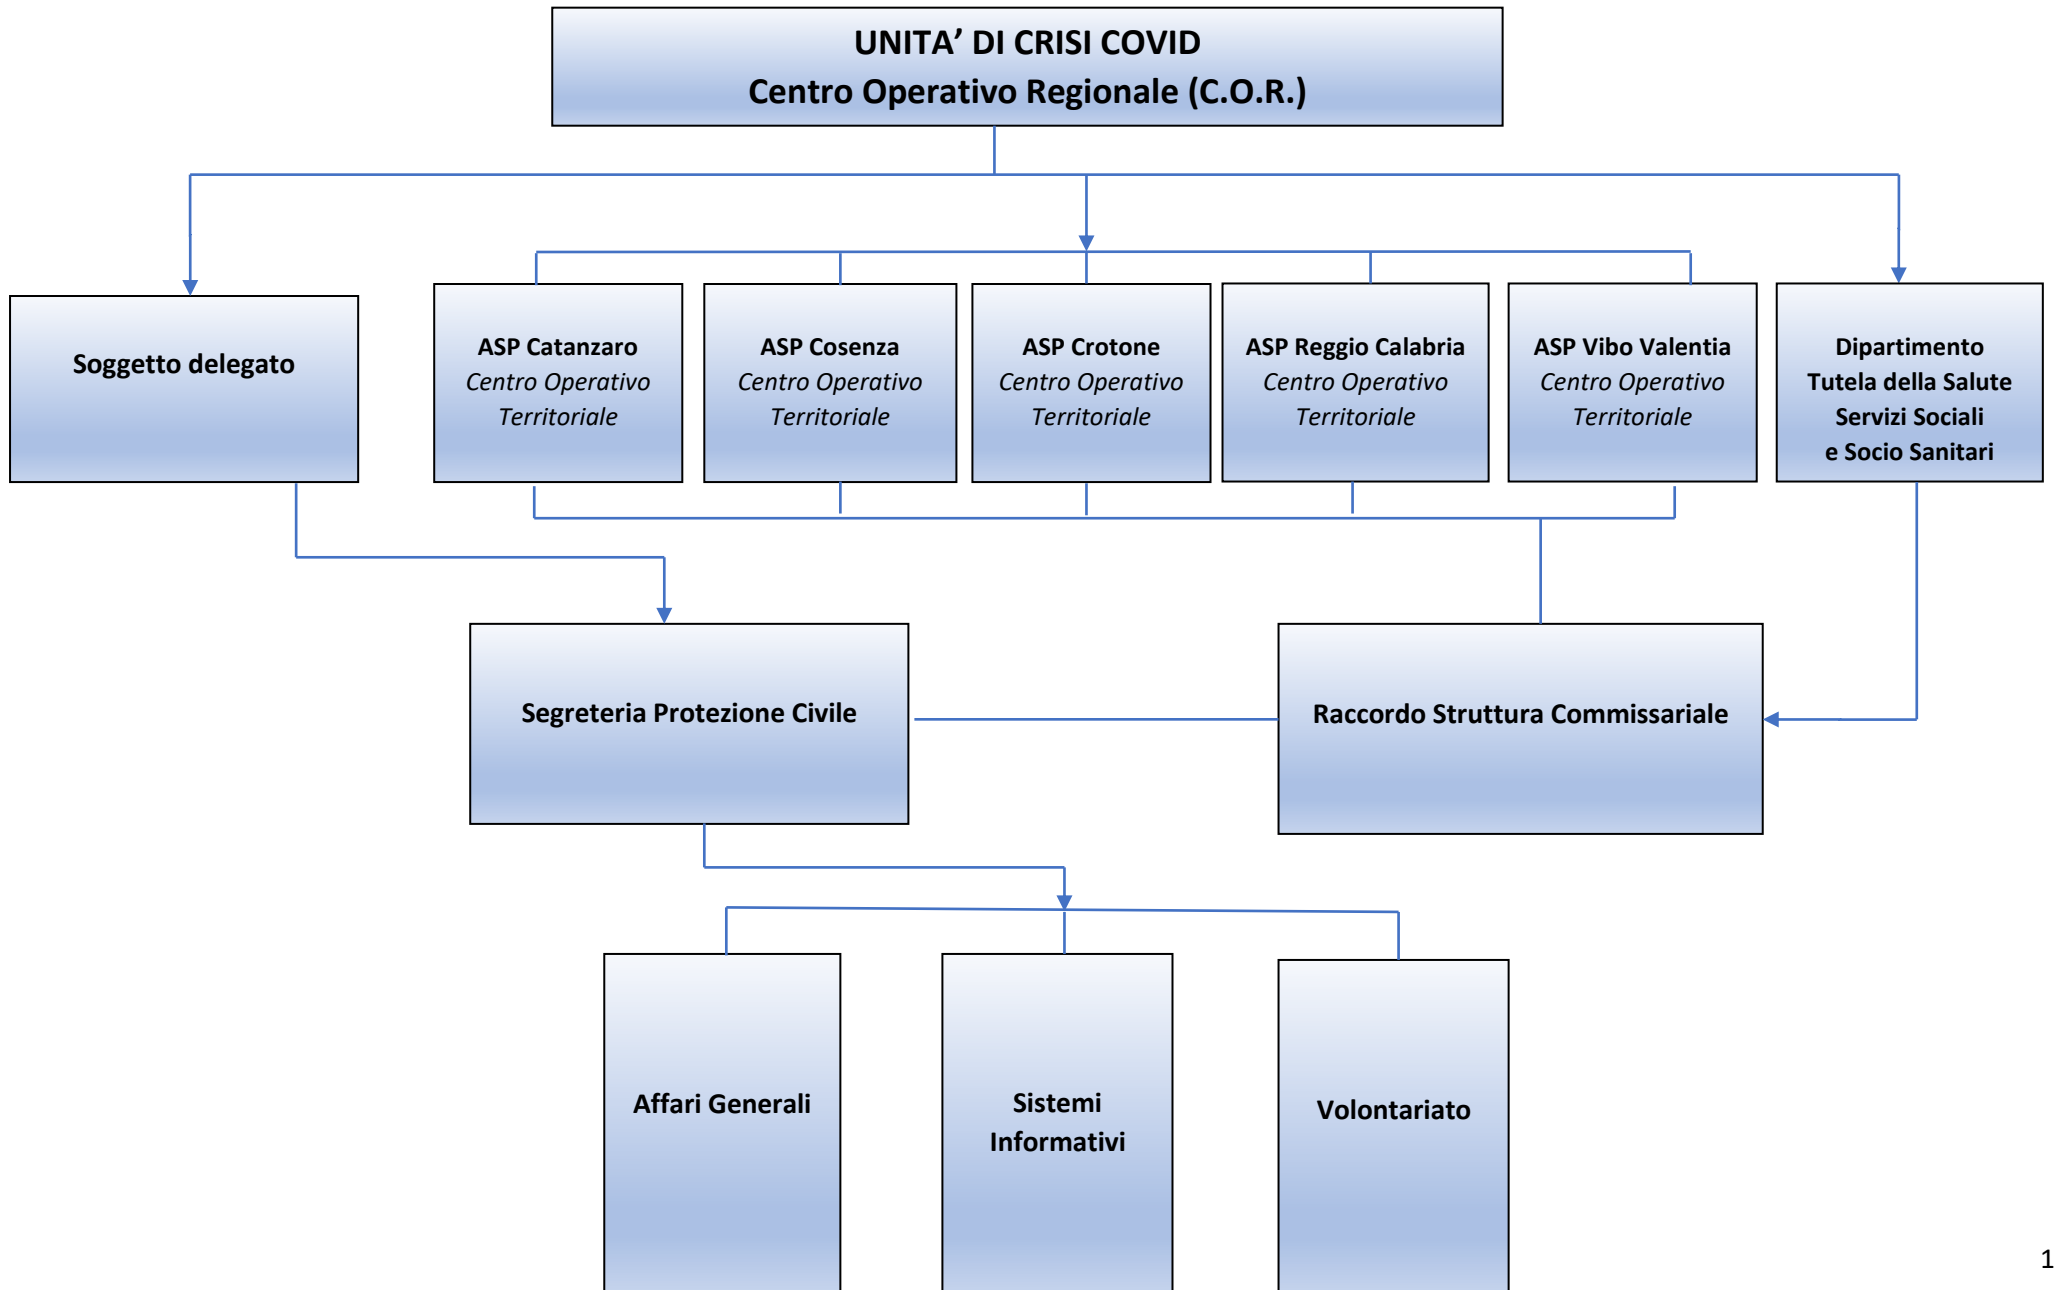 UNITA’ DI CRISI COVID
Centro Operativo Regionale (C.O.R.)
Soggetto delegato
ASP Catanzaro
Centro Operativo
Territoriale
ASP Cosenza
Centro Operativo
Territoriale
ASP Crotone
Centro Operativo
Territoriale
ASP Reggio Calabria
Centro Operativo
Territoriale
ASP Vibo Valentia
Centro Operativo
Territoriale
Dipartimento
Tutela della Salute
Servizi Sociali
e Socio Sanitari
Segreteria Protezione Civile
Raccordo Struttura Commissariale
Affari Generali
Sistemi
Informativi
Volontariato
1